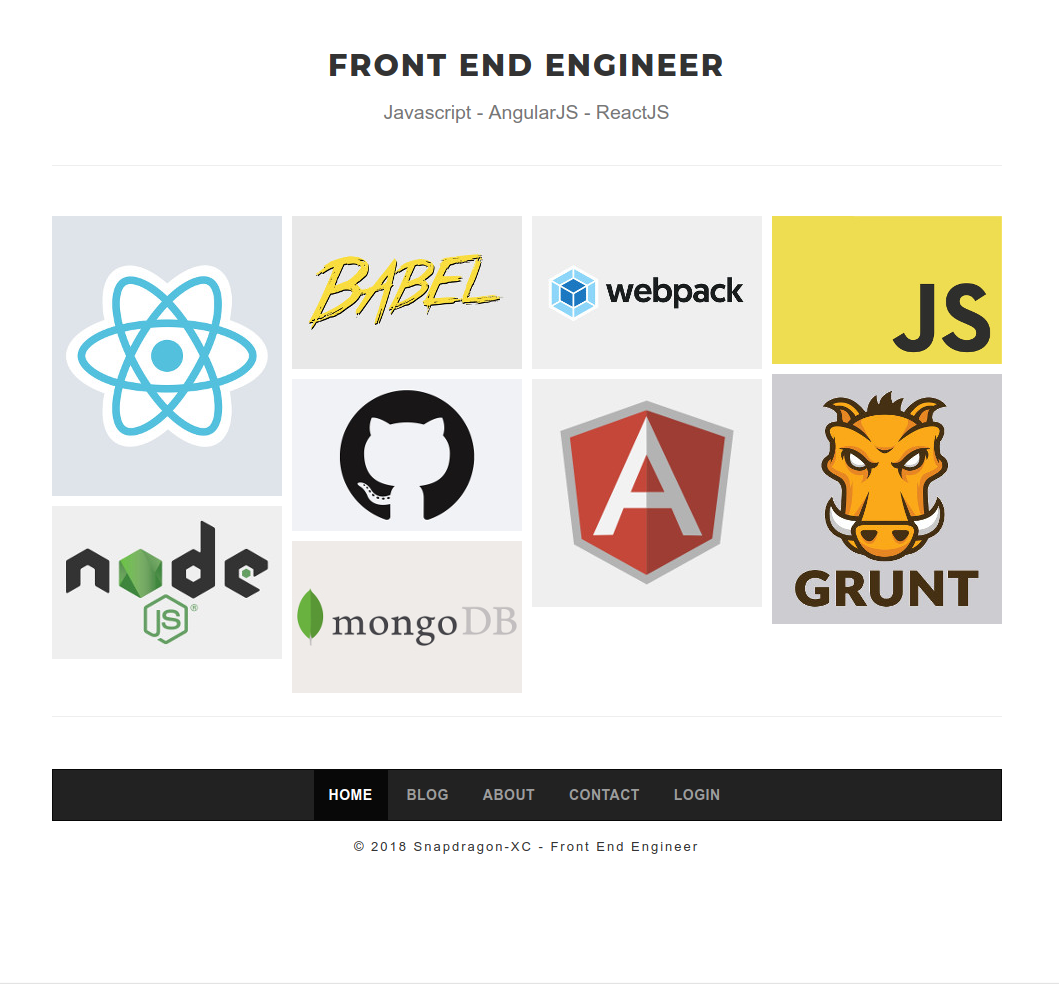 FRONT END ENGINEER
Javascript - AngularJS - ReactJS
BABEL
webpack
JS
GRUNT
node
JS®
mongoDB
HOME BLOG ABOUT CONTACT LOGIN
© 2018 Snapdragon-XC - Front End Engineer